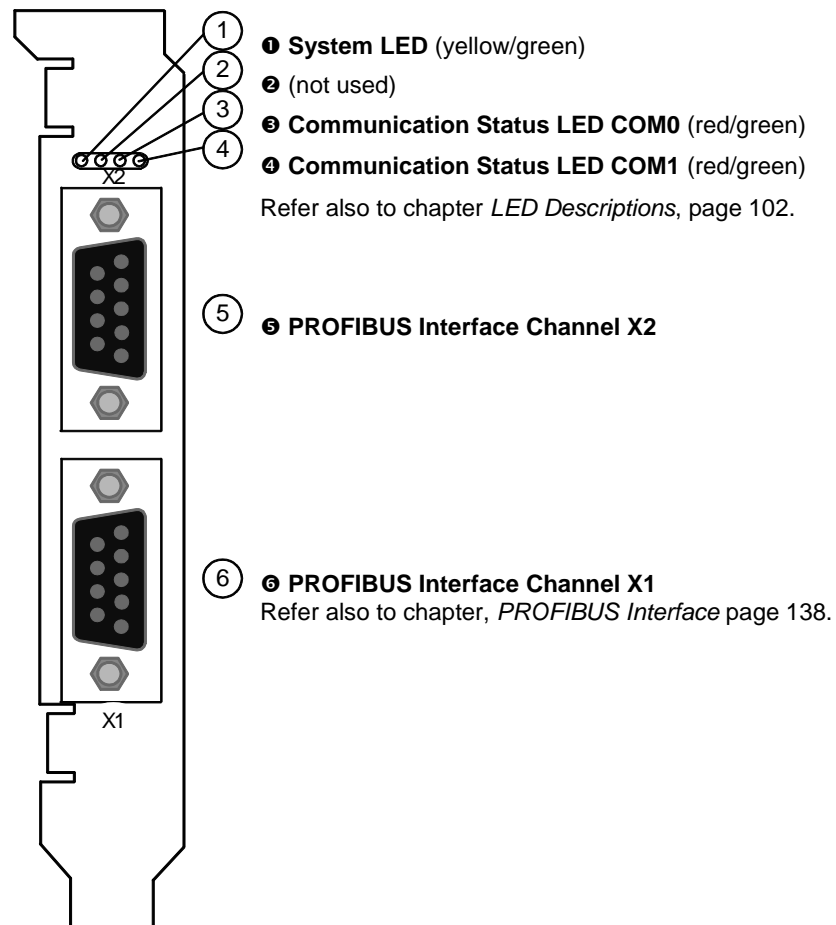 1
❶ System LED (yellow/green)
2
❷ (not used)
3
❸ Communication Status LED COM0 (red/green)
4
❹ Communication Status LED COM1 (red/green)
X2
Refer also to chapter LED Descriptions, page 102.
5
❺ PROFIBUS Interface Channel X2
6
❻ PROFIBUS Interface Channel X1
Refer also to chapter, PROFIBUS Interface page 138.
X1